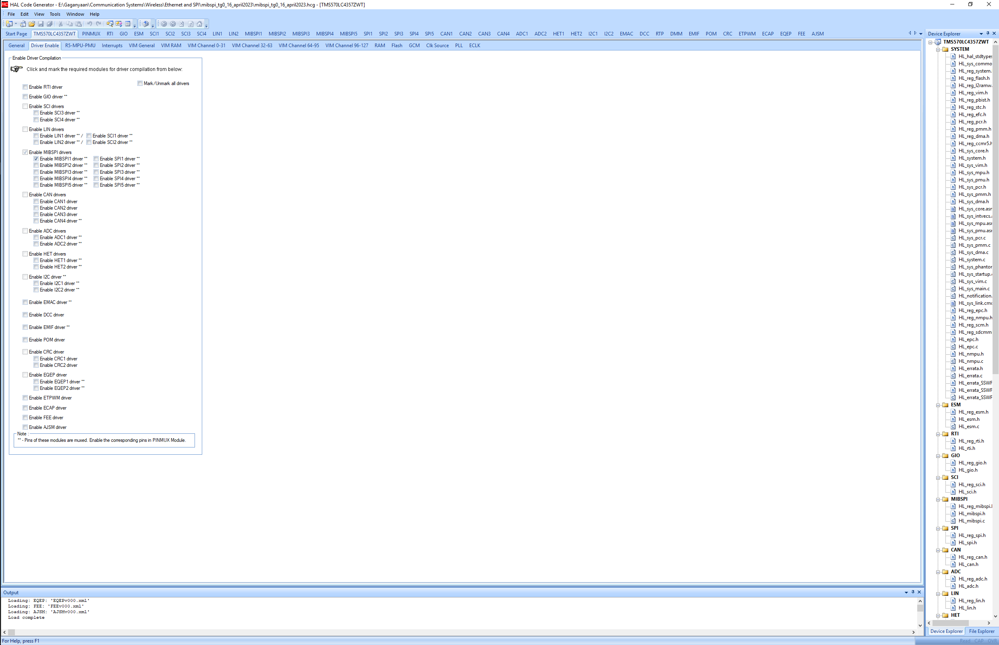 HAL Code Generator - E:\Gaganyaan\Communication Systems\Wireless\Ethernet and SPI\mibspi_tg0_16_april2023\mibspi_tg0_16_april2023.hcg - [TMS570LC4357ZWT]
File Edit View Tools Window Help
Start Page TMS570LC4357ZWT PINMUX RTI GIO ESM SCI1 SCI2 SCI3 SCI4 LIN1 LIN2 MIBSPI1 MIBSPI2 MIBSPI3 MIBSPI4 MIBSPI5 SPI1 SPI2 SPI3 SPI4 SPI5 CAN1 CAN2 CAN3 CAN4 ADC1 ADC2 HET1 HET2 I2C1 I2C2 EMAC DCC RTP DMM EMIF POM CRC ETPWM ECAP EQEP FEE AJSM
General Driver Enable R5-MPU-PMU Interrupts VIM General VIM RAM VIM Channel 0-31 VIM Channel 32-63 VIM Channel 64-95 VIM Channel 96-127 RAM Flash GCM Clk Source PLL ECLK
Enable Driver Compilation
Click and mark the required modules for driver compilation from below:
Mark/Unmark all drivers
Enable RTI driver
Enable GIO driver **
Enable SCI drivers
Enable SCI3 driver **
Enable SCI4 driver **
Enable LIN drivers
Enable LIN1 driver ** / Enable SCI1 driver **
Enable LIN2 driver ** / Enable SCI2 driver **
Enable MIBSPI drivers
Enable MIBSPI1 driver ** Enable SPI1 driver **
Enable MIBSPI2 driver ** Enable SPI2 driver **
Enable MIBSPI3 driver ** Enable SPI3 driver **
Enable MIBSPI4 driver ** Enable SPI4 driver **
Enable MIBSPI5 driver ** Enable SPI5 driver **
Enable CAN drivers
Enable CAN1 driver
Enable CAN2 driver
Enable CAN3 driver
Enable CAN4 driver **
Enable ADC drivers
Enable ADC1 driver **
Enable ADC2 driver **
Enable HET drivers
Enable HET1 driver **
Enable HET2 driver **
Enable I2C driver **
Enable I2C1 driver **
Enable I2C2 driver **
Enable EMAC driver **
Enable DCC driver
Enable EMIF driver **
Enable POM driver
Enable CRC driver
Enable CRC1 driver
Enable CRC2 driver
Enable EQEP driver
Enable EQEP1 driver **
Enable EQEP2 driver **
Enable ETPWM driver
Enable ECAP driver
Enable FEE driver
Enable AJSM driver
Note :
** - Pins of these modules are muxed. Enable the corresponding pins in PINMUX Module.
Output
Loading: EQEP: 'EQEPv000.xml'
Loading: FEE: 'FEEv000.xml'
Loading: AJSM: 'AJSMv000.xml'
Load complete
For Help, press F1
Device Explorer
TMS570LC4357ZWT
SYSTEM
HL_hal_stdtypes
HL_sys_commo
HL_reg_system.
HL_reg_flash.h
HL_reg_l2ramw.
HL_reg_vim.h
HL_reg_pbist.h
HL_reg_stc.h
HL_reg_efc.h
HL_reg_pcr.h
HL_reg_pmm.h
HL_reg_dma.h
HL_reg_ccmr5.h
HL_sys_core.h
HL_system.h
HL_sys_vim.h
HL_sys_mpu.h
HL_sys_pmu.h
HL_sys_pcr.h
HL_sys_pmm.h
HL_sys_dma.h
HL_sys_core.asm
HL_sys_intvecs.a
HL_sys_mpu.asm
HL_sys_pmu.asm
HL_sys_pcr.c
HL_sys_pmm.c
HL_sys_dma.c
HL_system.c
HL_sys_phantom
HL_sys_startup.c
HL_sys_vim.c
HL_sys_main.c
HL_notification.
HL_sys_link.cmd
HL_reg_epc.h
HL_reg_nmpu.h
HL_reg_scm.h
HL_reg_sdcmm
HL_epc.h
HL_epc.c
HL_nmpu.h
HL_nmpu.c
HL_errata.h
HL_errata.c
HL_errata_SSWF
HL_errata_SSWF
HL_errata_SSWF
ESM
HL_reg_esm.h
HL_esm.h
HL_esm.c
RTI
HL_reg_rti.h
HL_rti.h
GIO
HL_reg_gio.h
HL_gio.h
SCI
HL_reg_sci.h
HL_sci.h
MIBSPI
HL_reg_mibspi.h
HL_mibspi.h
HL_mibspi.c
SPI
HL_reg_spi.h
HL_spi.h
CAN
HL_reg_can.h
HL_can.h
ADC
HL_reg_adc.h
HL_adc.h
LIN
HL_reg_lin.h
HL_lin.h
HET
Device Explorer File Explorer
Read CAP OVR